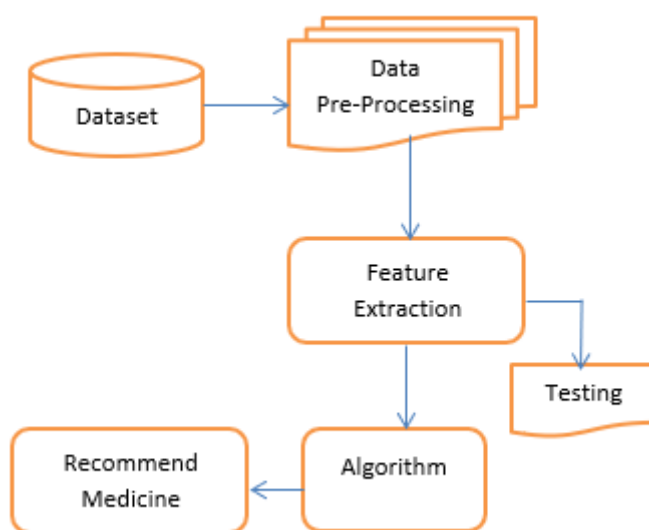 Dataset
Data
Pre-Processing
Feature
Extraction
Testing
Algorithm
Recommend
Medicine